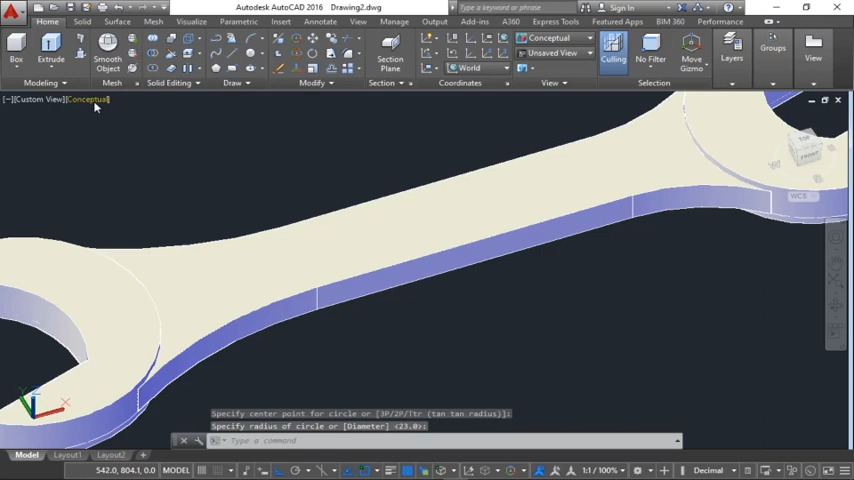 Autodesk AutoCAD 2016 Drawing2.dwg
Type a keyword or phrase
Sign In
Home Solid Surface Mesh Visualize Parametric Insert Annotate View Manage Output Add-ins A360 Express Tools Featured Apps BIM 360 Performance
Box Extrude Smooth Object Section Plane Conceptual Unsaved View World Culling No Filter Move Gizmo Layers Groups View
Modeling Mesh Solid Editing Draw Modify Section Coordinates View Selection
[−][Custom View][Conceptual]
TOP
FRONT
WCS
Y Z X
Specify center point for circle or [3P/2P/Ttr (tan tan radius)]:
Specify radius of circle or [Diameter] <23.0>:
Type a command
Model Layout1 Layout2 +
542.0, 804.1, 0.0 MODEL 1:1 / 100% Decimal